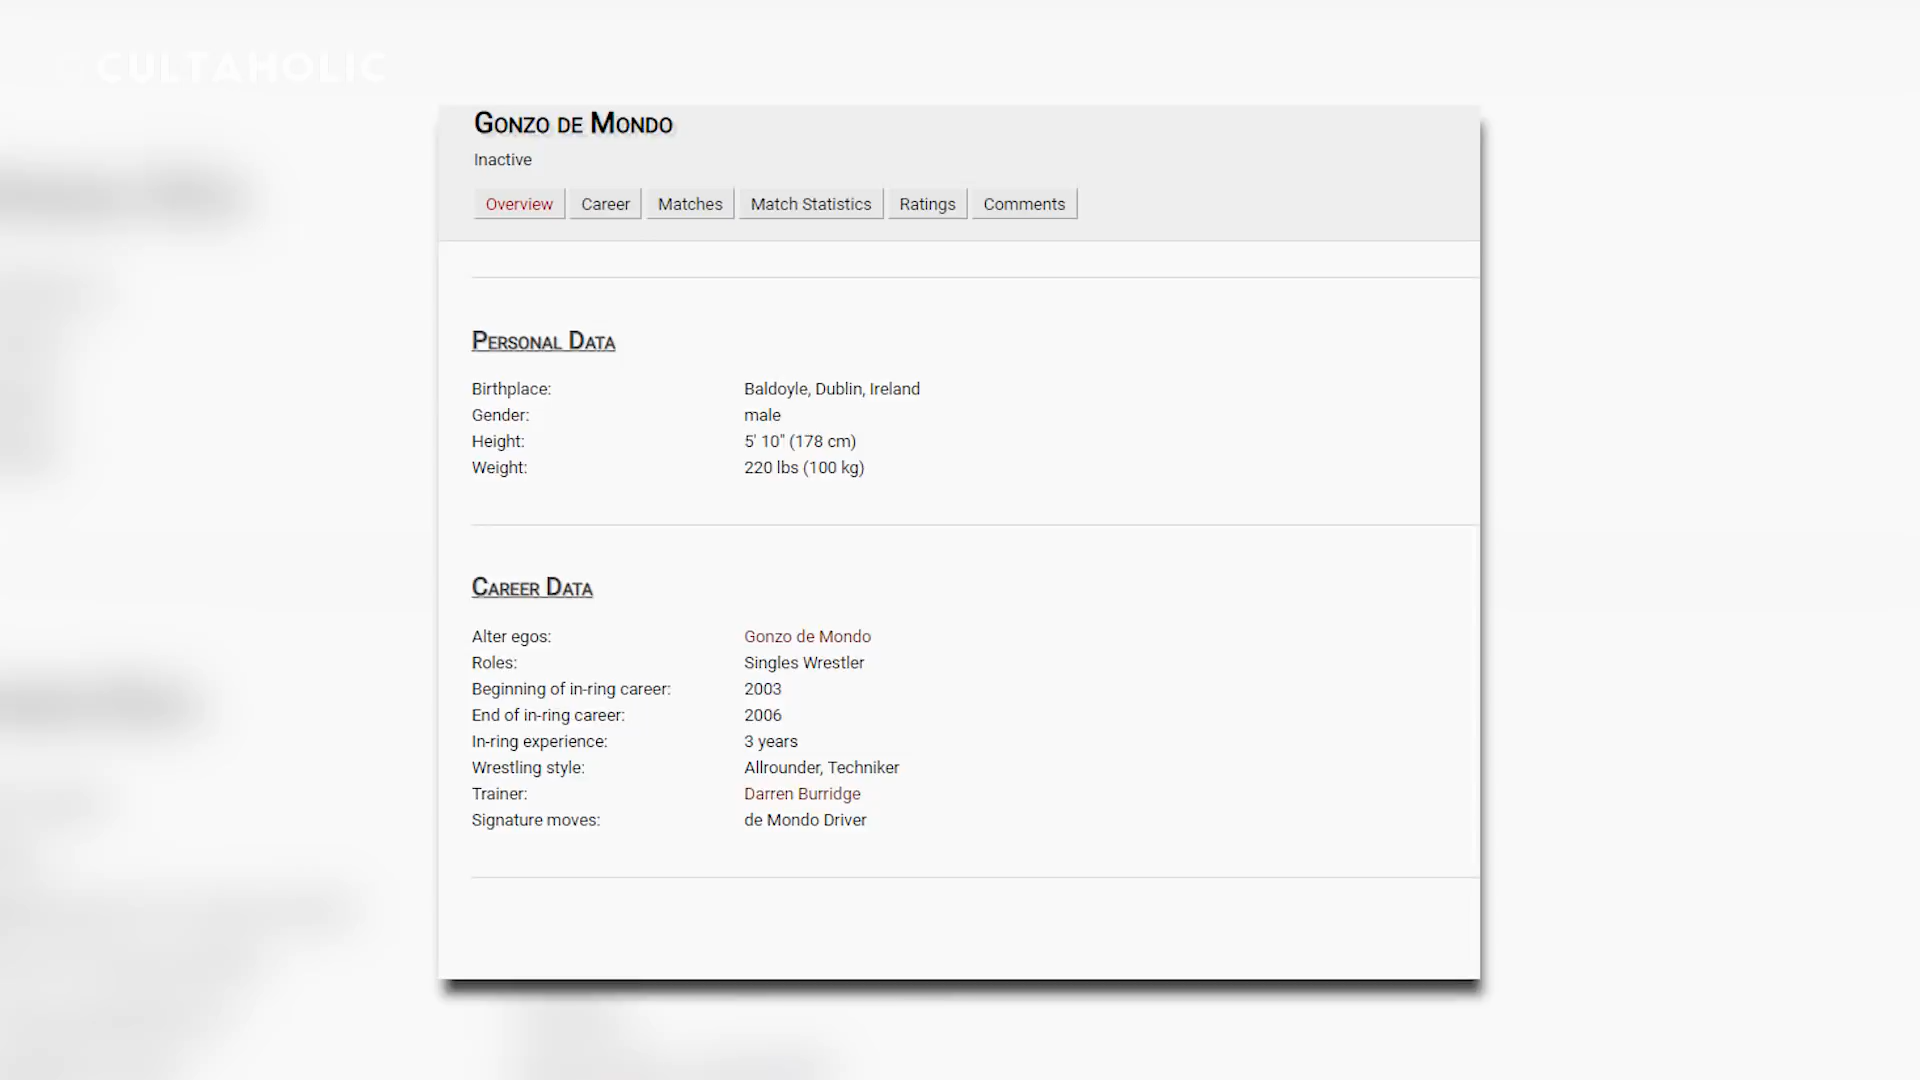 CULTAHOLIC
Gonzo de Mondo
Inactive
Overview Career Matches Match Statistics Ratings Comments
Personal Data
Birthplace: Baldoyle, Dublin, Ireland
Gender: male
Height: 5' 10" (178 cm)
Weight: 220 lbs (100 kg)
Career Data
Alter egos: Gonzo de Mondo
Roles: Singles Wrestler
Beginning of in-ring career: 2003
End of in-ring career: 2006
In-ring experience: 3 years
Wrestling style: Allrounder, Techniker
Trainer: Darren Burridge
Signature moves: de Mondo Driver